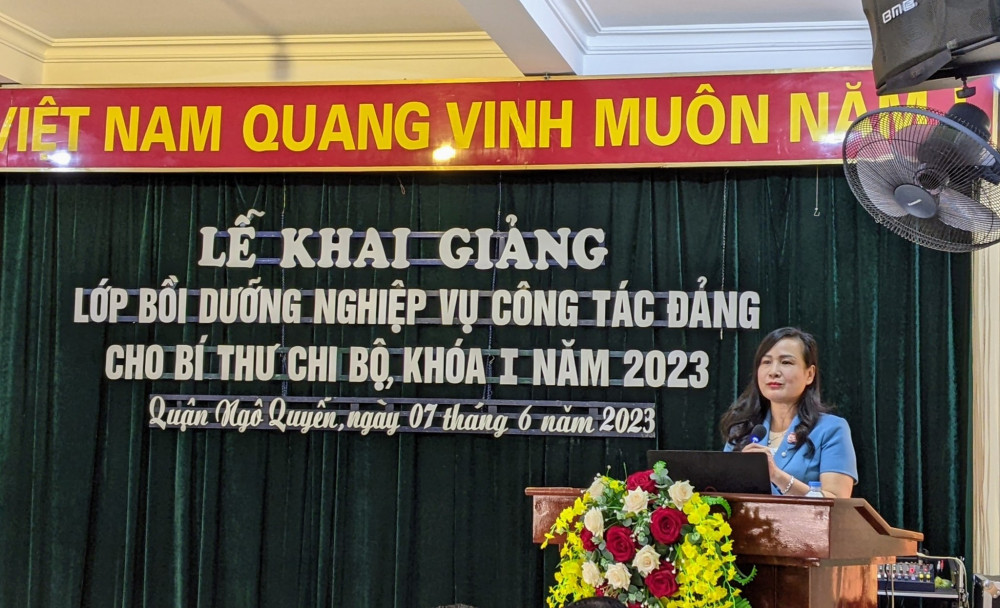 VIỆT NAM QUANG VINH MUÔN NĂM
LỄ KHAI GIẢNG
LỚP BỒI DƯỠNG NGHIỆP VỤ CÔNG TÁC ĐẢNG
CHO BÍ THƯ CHI BỘ, KHÓA I NĂM 2023
Quận Ngô Quyền, ngày 07 tháng 6 năm 2023
BMB